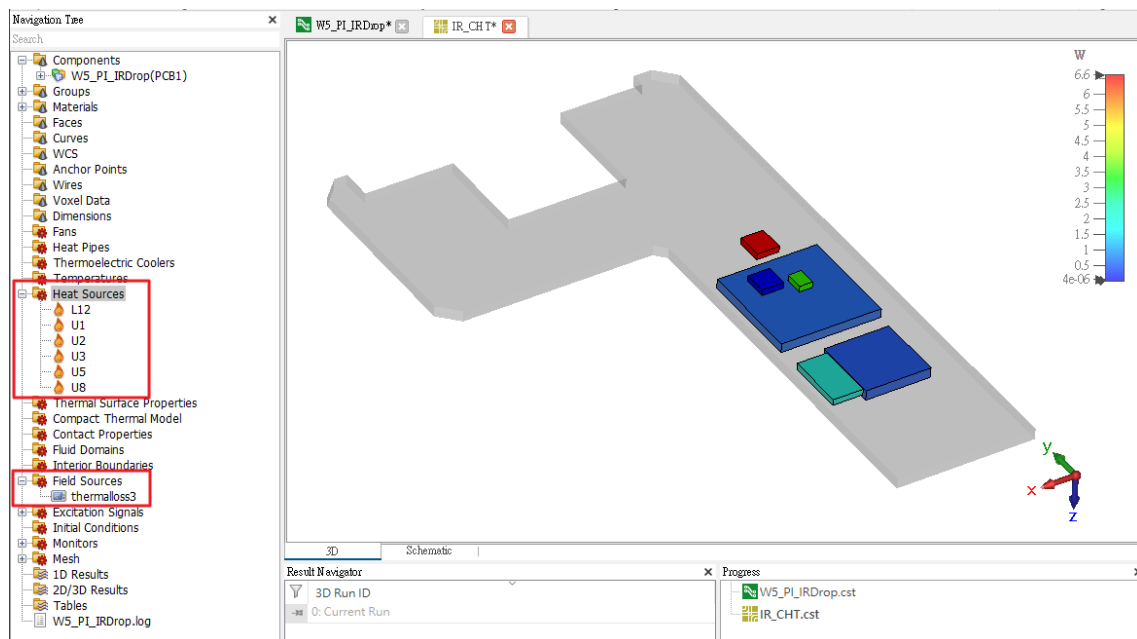 Navigation Tree
Search
Components
W5_PI_IRDrop(PCB1)
Groups
Materials
Faces
Curves
WCS
Anchor Points
Wires
Voxel Data
Dimensions
Fans
Heat Pipes
Thermoelectric Coolers
Temperatures
Heat Sources
L12
U1
U2
U3
U5
U8
Thermal Surface Properties
Compact Thermal Model
Contact Properties
Fluid Domains
Interior Boundaries
Field Sources
thermalloss3
Excitation Signals
Initial Conditions
Monitors
Mesh
1D Results
2D/3D Results
Tables
W5_PI_IRDrop.log
W5_PI_IRDrop*
IR_CHT*
W
6.6
6
5.5
5
4.5
4
3.5
3
2.5
2
1.5
1
0.5
4e-06
y
x
z
3D
Schematic
Result Navigator
3D Run ID
0: Current Run
Progress
W5_PI_IRDrop.cst
IR_CHT.cst